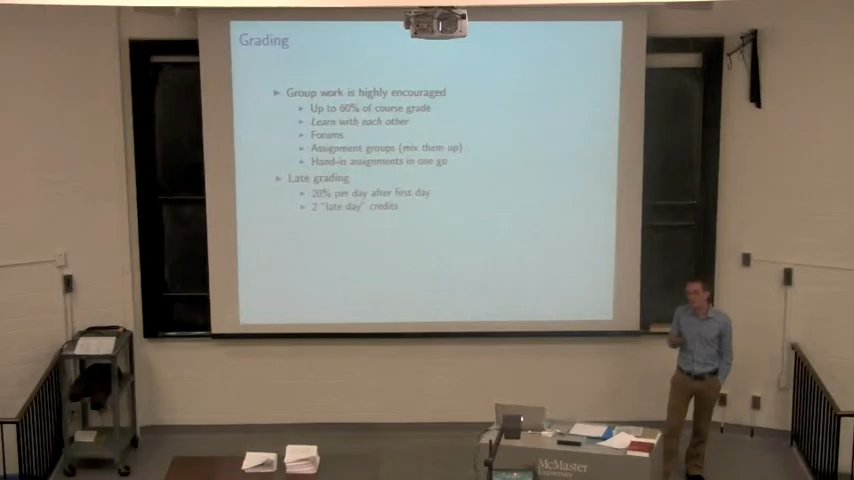 Grading
Group work is highly encouraged
Up to 60% of course grade
Learn with each other
Forums
Assignment groups (mix them up)
Hand-in assignments in one go
Late grading
20% per day after first day
2 "late day" credits
McMaster
University